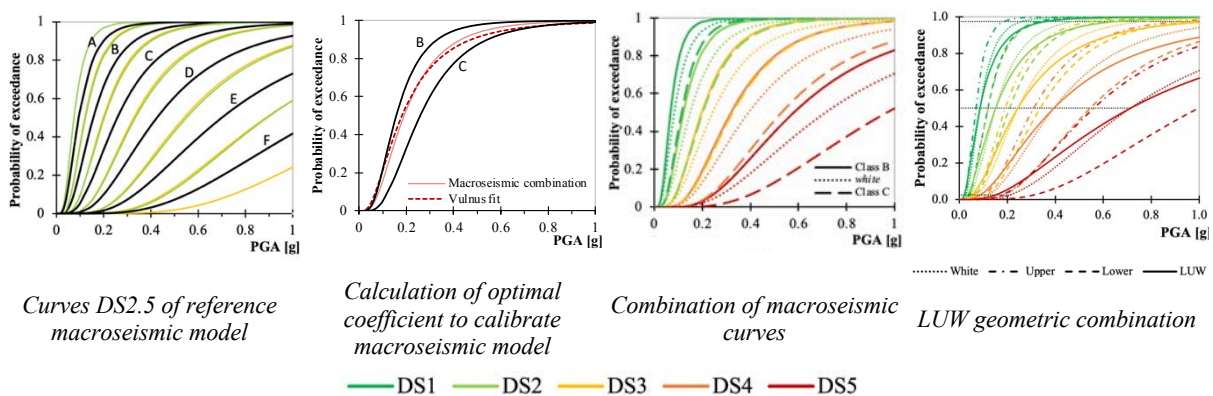 Probability of exceedance
1
0.8
0.6
0.4
0.2
0
A
B
C
D
E
F
0
0.2
0.4
0.6
0.8
1
PGA [g]
Curves DS2.5 of reference
macroseismic model
Probability of exceedance
1
0.8
0.6
0.4
0.2
0
B
C
Macroseismic combination
Vulnus fit
0
0.2
0.4
0.6
0.8
1
PGA [g]
Calculation of optimal
coefficient to calibrate
macroseismic model
Probability of exceedance
1
0.8
0.6
0.4
0.2
0
Class B
white
Class C
0
0.2
0.4
0.6
0.8
1
PGA [g]
Combination of macroseismic
curves
Probability of exceedance
1.0
0.8
0.6
0.4
0.2
0.0
0.0
0.2
0.4
0.6
0.8
1.0
PGA [g]
White
Upper
Lower
LUW
LUW geometric combination
DS1
DS2
DS3
DS4
DS5